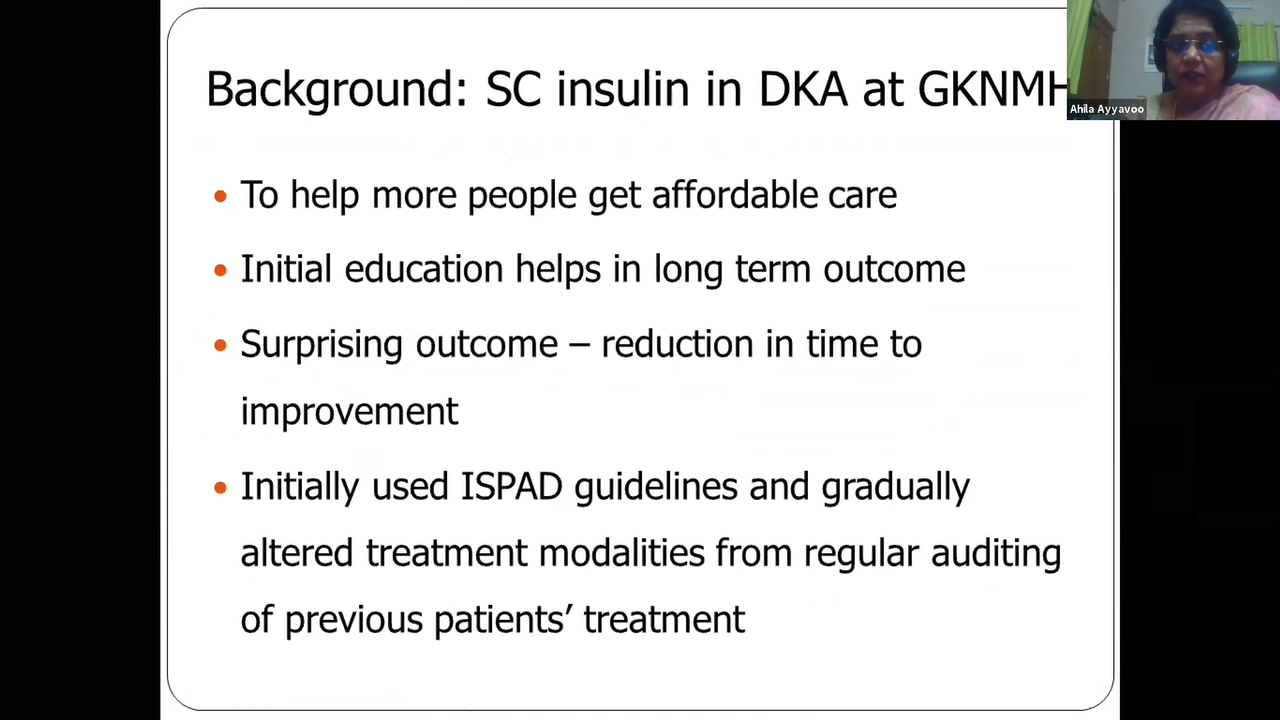 Background: SC insulin in DKA at GKNMH
Ahila Ayyavoo
• To help more people get affordable care
• Initial education helps in long term outcome
• Surprising outcome – reduction in time to
improvement
• Initially used ISPAD guidelines and gradually
altered treatment modalities from regular auditing
of previous patients’ treatment